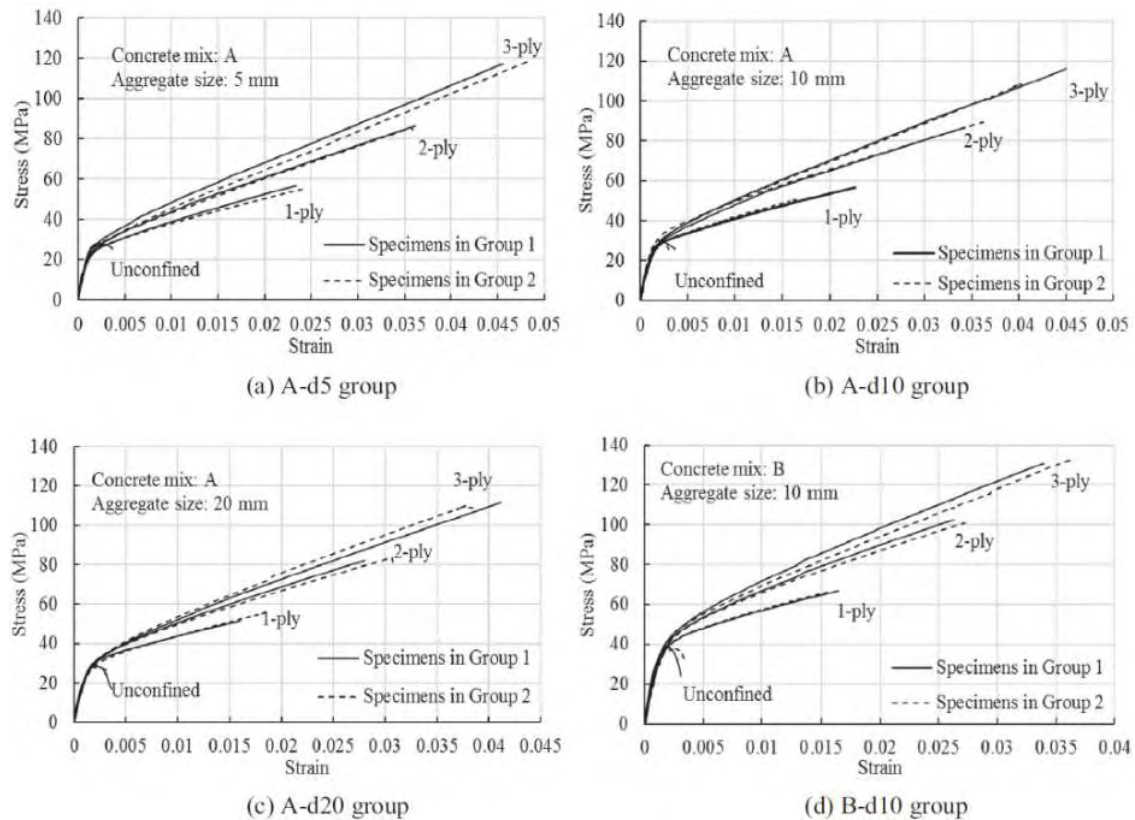 140
120
100
80
60
40
20
0
Stress (MPa)
Concrete mix: A
Aggregate size: 5 mm
3-ply
2-ply
1-ply
Unconfined
Specimens in Group 1
Specimens in Group 2
0 0.005 0.01 0.015 0.02 0.025 0.03 0.035 0.04 0.045 0.05
Strain
(a) A-d5 group
140
120
100
80
60
40
20
0
Stress (MPa)
Concrete mix: A
Aggregate size: 10 mm
3-ply
2-ply
1-ply
Unconfined
Specimens in Group 1
Specimens in Group 2
0 0.005 0.01 0.015 0.02 0.025 0.03 0.035 0.04 0.045 0.05
Strain
(b) A-d10 group
140
120
100
80
60
40
20
0
Stress (MPa)
Concrete mix: A
Aggregate size: 20 mm
3-ply
2-ply
1-ply
Unconfined
Specimens in Group 1
Specimens in Group 2
0 0.005 0.01 0.015 0.02 0.025 0.03 0.035 0.04 0.045
Strain
(c) A-d20 group
140
120
100
80
60
40
20
0
Stress (MPa)
Concrete mix: B
Aggregate size: 10 mm
3-ply
2-ply
1-ply
Unconfined
Specimens in Group 1
Specimens in Group 2
0 0.005 0.01 0.015 0.02 0.025 0.03 0.035 0.04
Strain
(d) B-d10 group